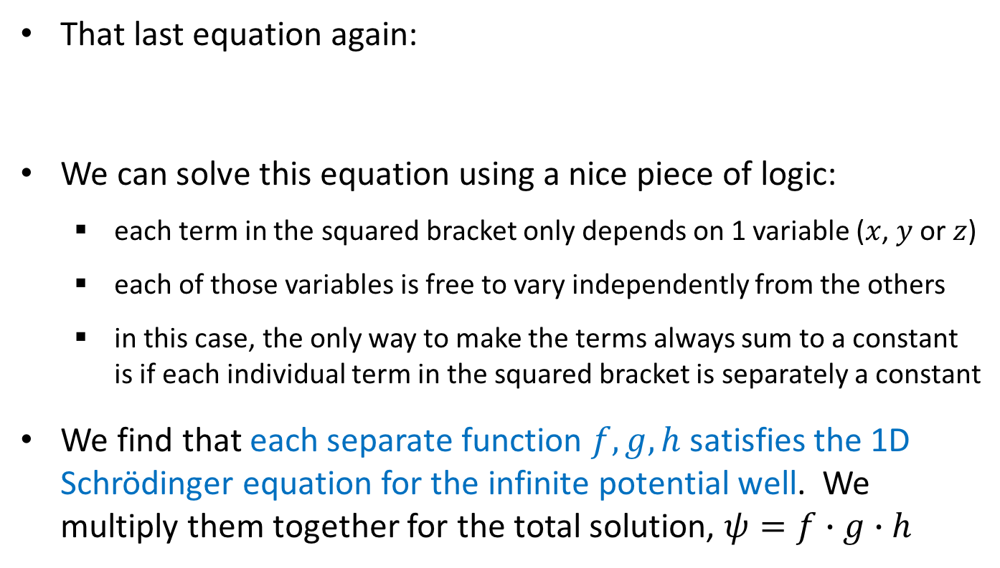 • That last equation again:
• We can solve this equation using a nice piece of logic:
▪ each term in the squared bracket only depends on 1 variable (𝑥, 𝑦 or 𝑧)
▪ each of those variables is free to vary independently from the others
▪ in this case, the only way to make the terms always sum to a constant
is if each individual term in the squared bracket is separately a constant
• We find that each separate function 𝑓, 𝑔, ℎ satisfies the 1D
Schrödinger equation for the infinite potential well. We
multiply them together for the total solution, 𝜓 = 𝑓 ∙ 𝑔 ∙ ℎ